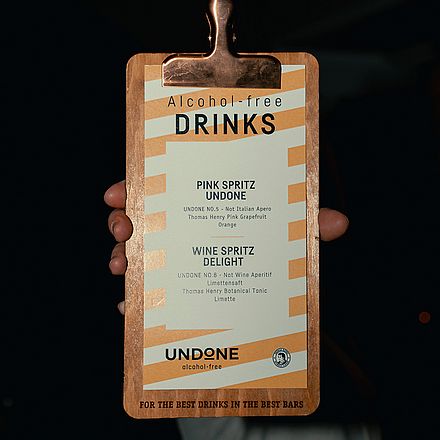 Alcohol-free
DRINKS
PINK SPRITZ
UNDONE
UNDONE NO.5 - Not Italian Apero
Thomas Henry Pink Grapefruit
Orange
WINE SPRITZ
DELIGHT
UNDONE NO.8 - Not Wine Aperitif
Limettensaft
Thomas Henry Botanical Tonic
Limette
UNDONE
alcohol-free
FOR THE BEST DRINKS IN THE BEST BARS